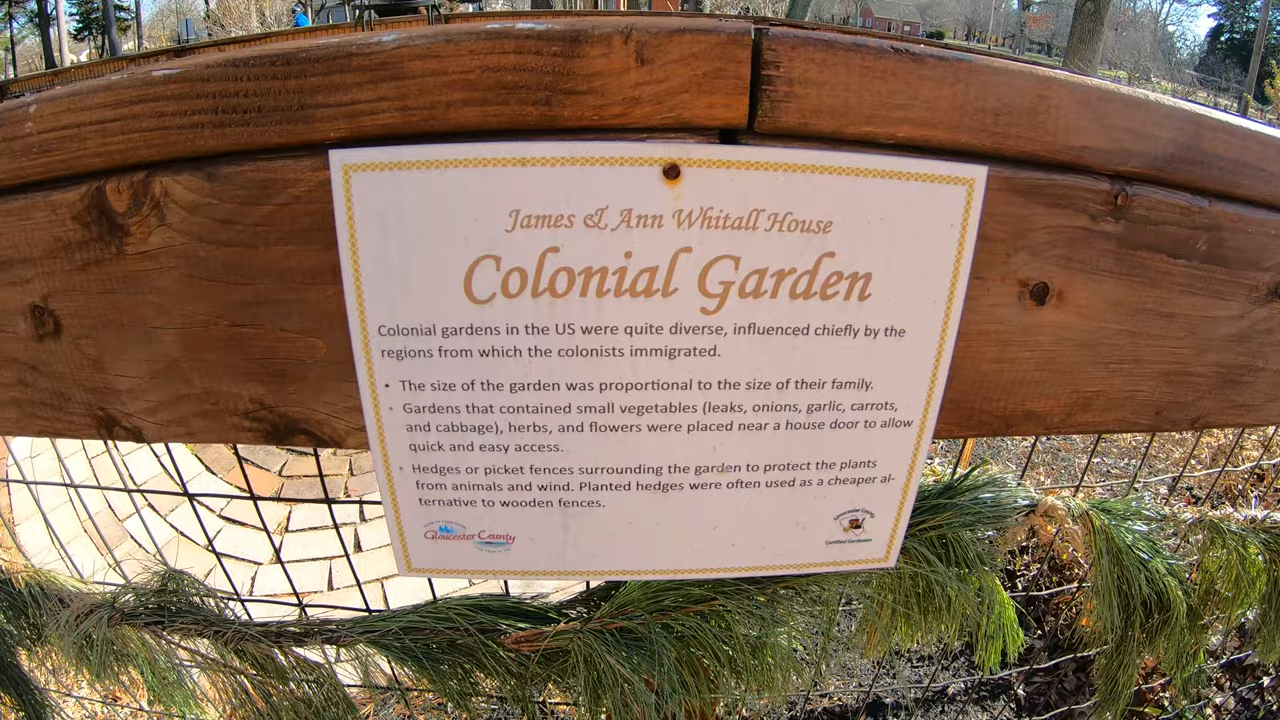 James & Ann Whitall House
Colonial Garden
Colonial gardens in the US were quite diverse, influenced chiefly by the
regions from which the colonists immigrated.
• The size of the garden was proportional to the size of their family.
• Gardens that contained small vegetables (leaks, onions, garlic, carrots,
and cabbage), herbs, and flowers were placed near a house door to allow
quick and easy access.
• Hedges or picket fences surrounding the garden to protect the plants
from animals and wind. Planted hedges were often used as a cheaper al-
ternative to wooden fences.
Gloucester County
Gloucester County
Certified Gardeners